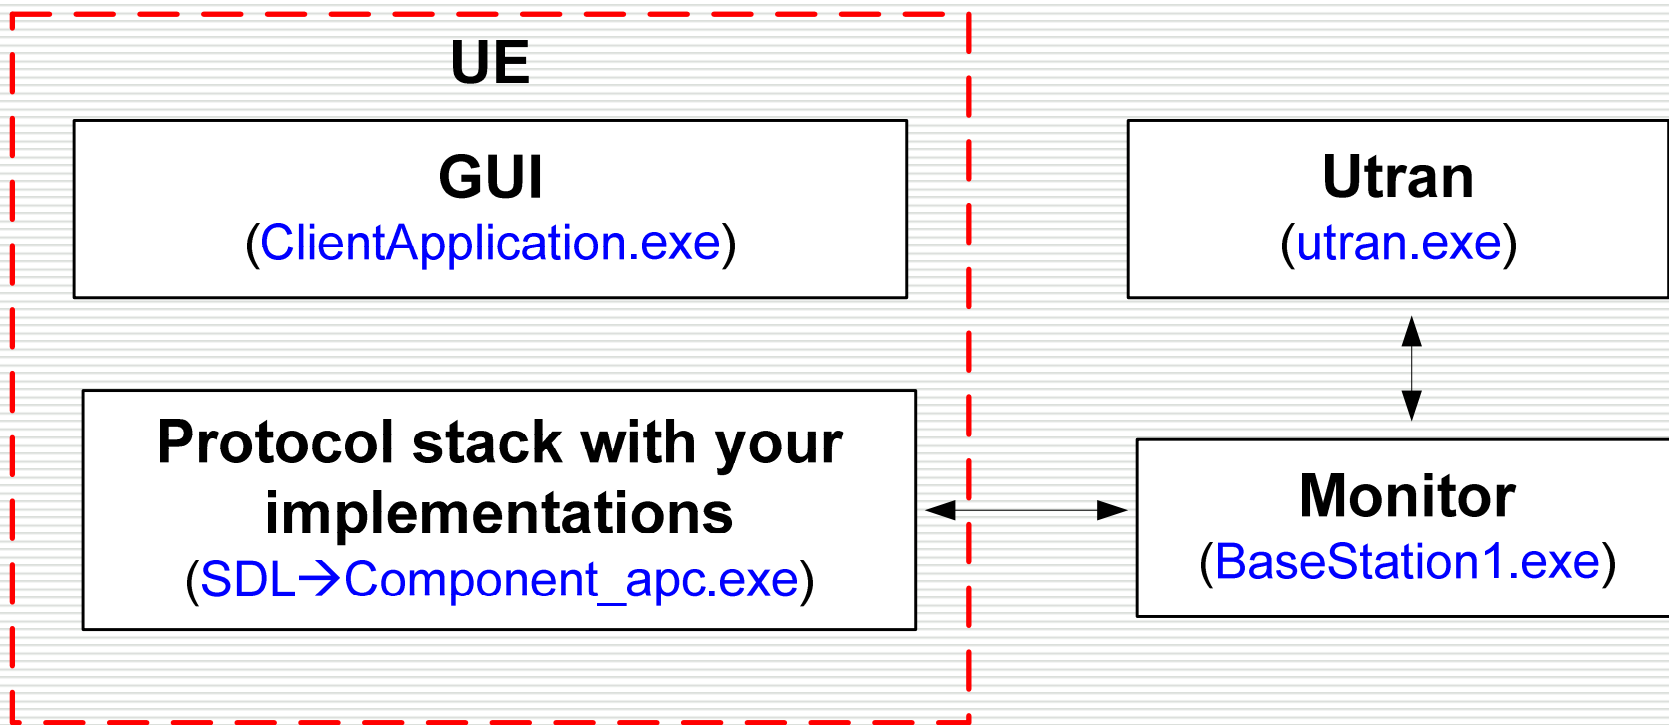 UE
GUI
(ClientApplication.exe)
Utran
(utran.exe)
Protocol stack with your
implementations
(SDL→Component_apc.exe)
Monitor
(BaseStation1.exe)